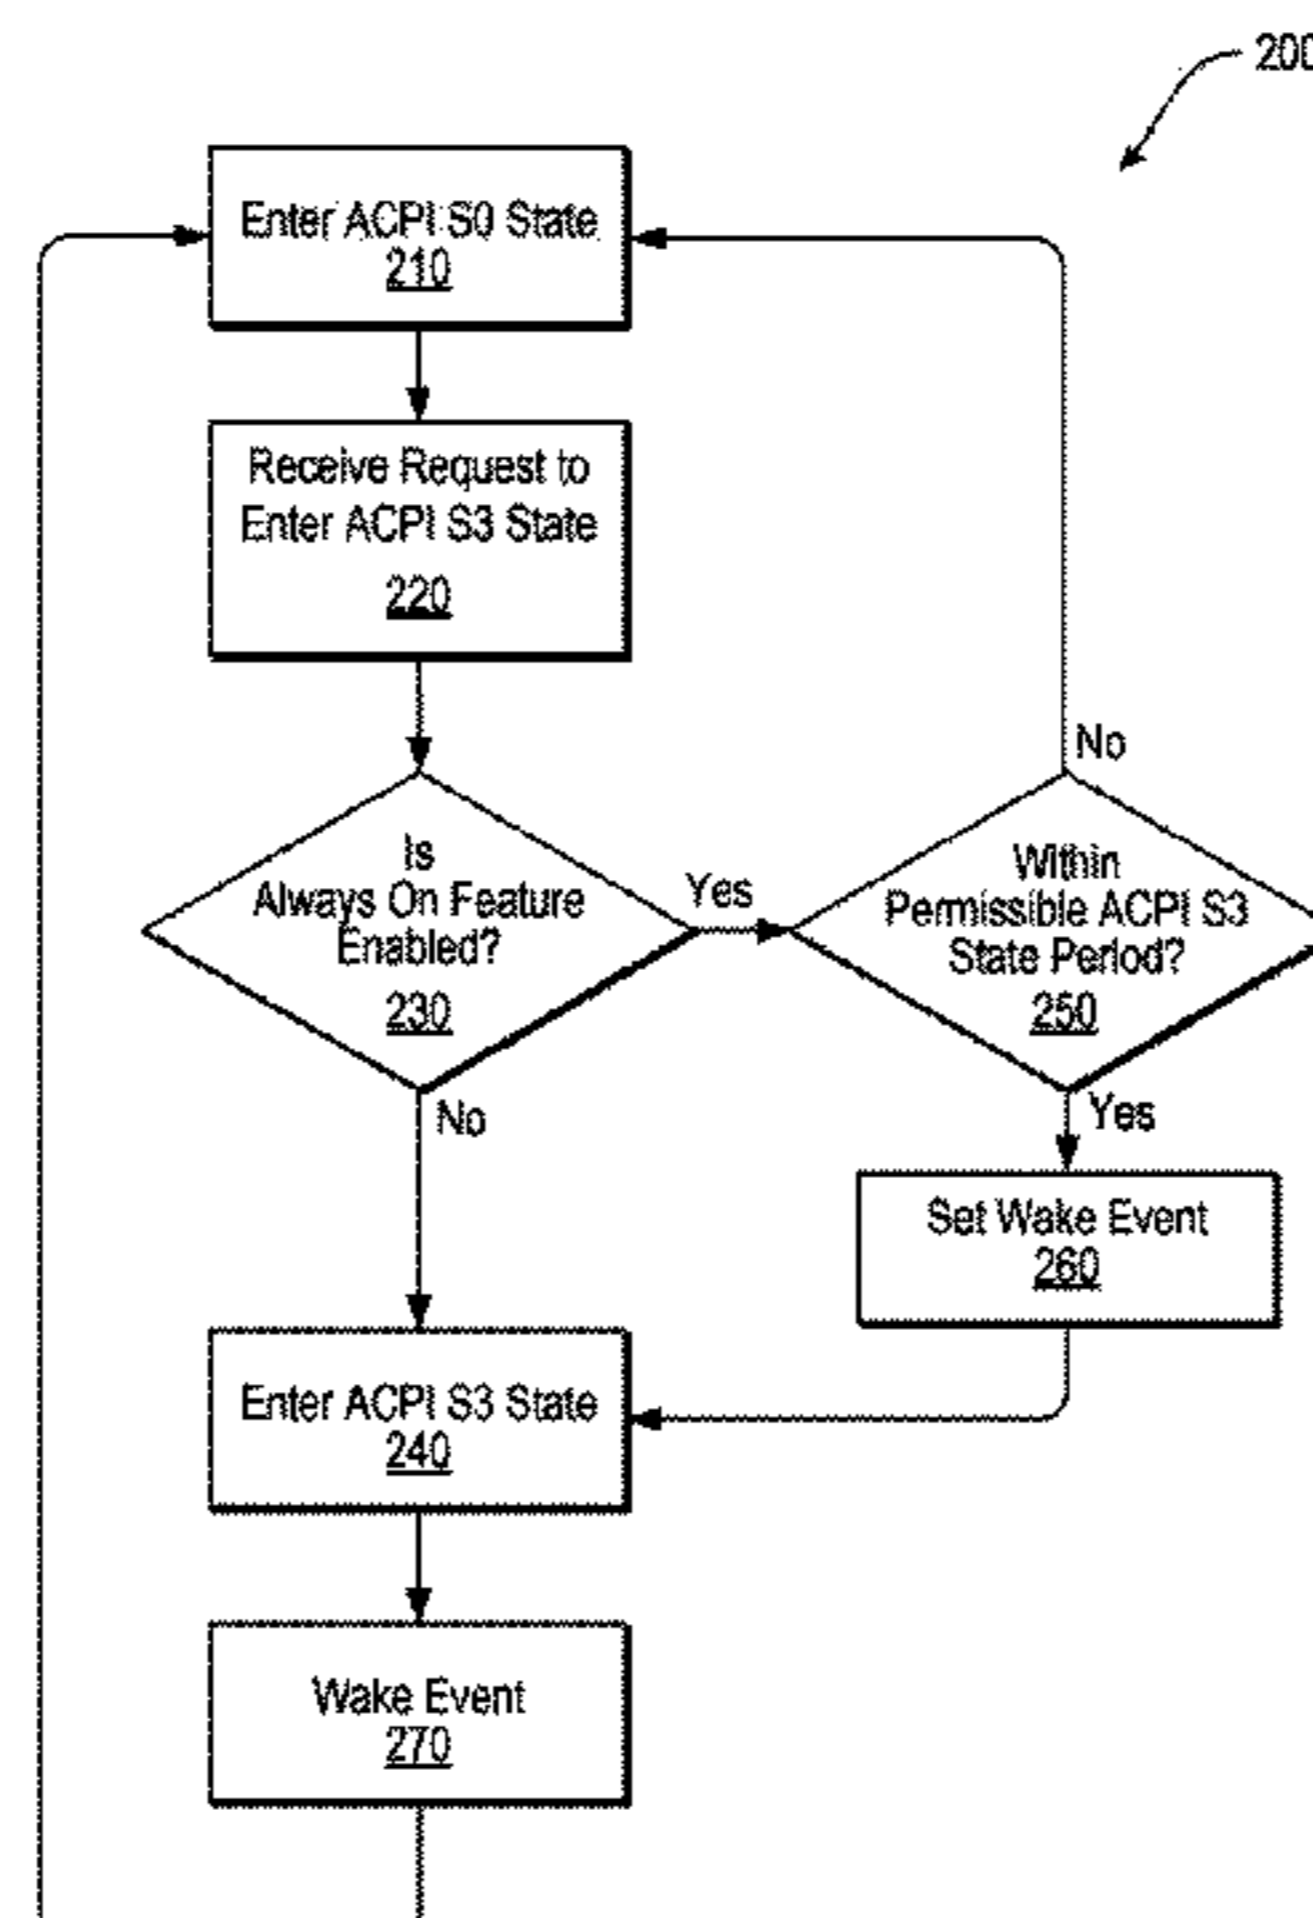 200
Enter ACPI S0 State
210
Receive Request to
Enter ACPI S3 State
220
Is
Always On Feature
Enabled?
230
Yes
No
Within
Permissible ACPI S3
State Period?
250
No
Yes
Set Wake Event
260
Enter ACPI S3 State
240
Wake Event
270